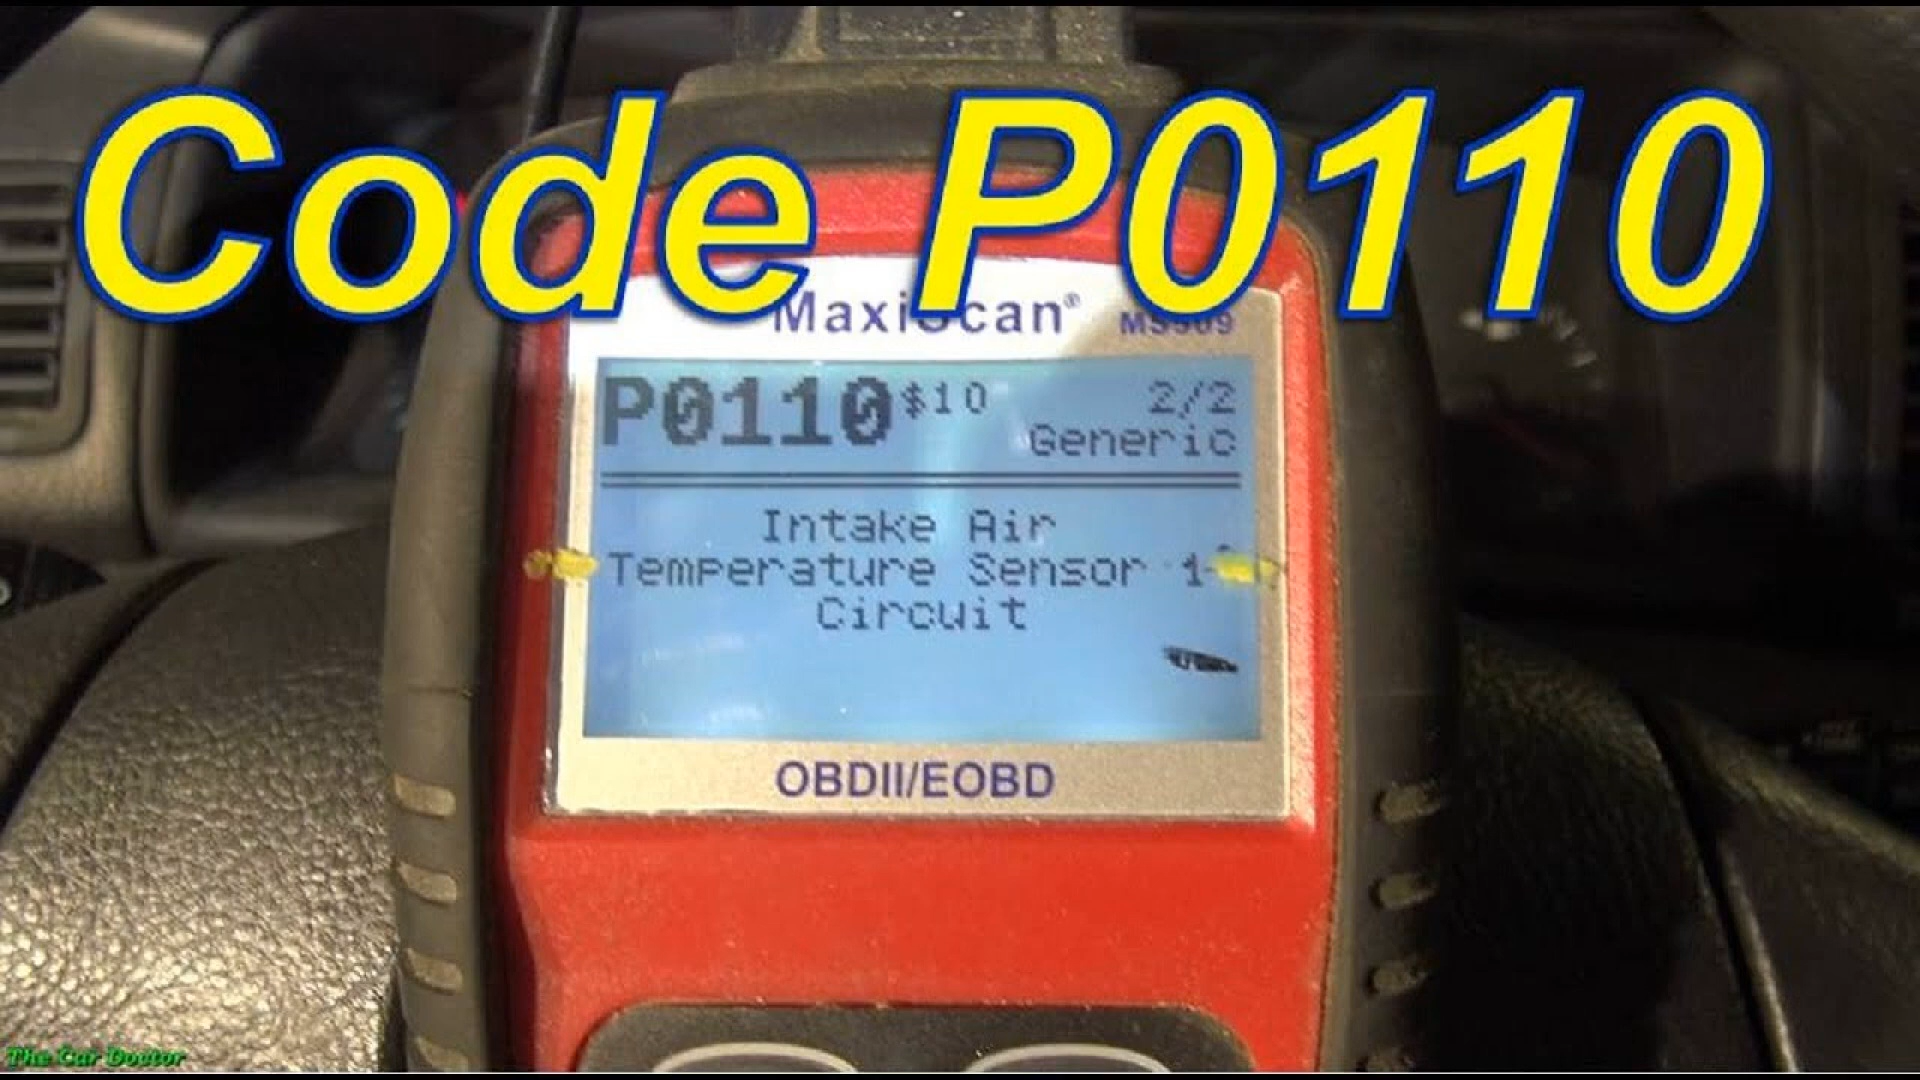 Code P0110
MaxiScan®
MS509
P0110 $10 2/2
Generic
Intake Air
Temperature Sensor 1
Circuit
OBDII/EOBD
The Car Doctor